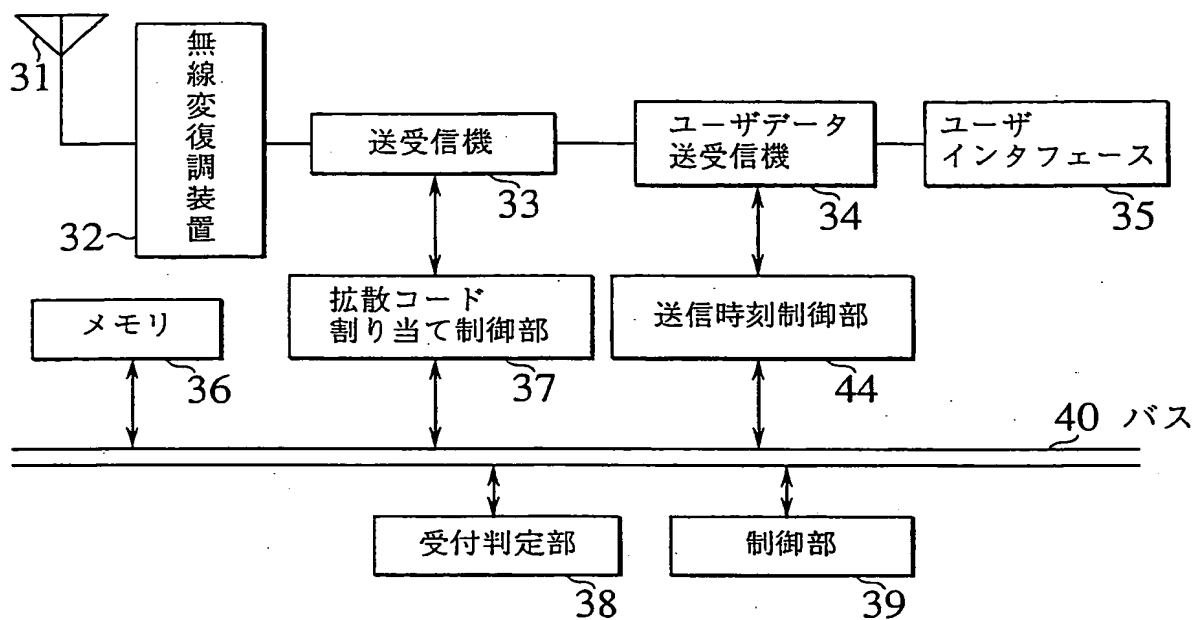 31
無線変復調装置
32
送受信機
33
ユーザデータ
送受信機
34
ユーザ
インタフェース
35
メモリ
36
拡散コード
割り当て制御部
37
送信時刻制御部
44
40 バス
受付判定部
38
制御部
39